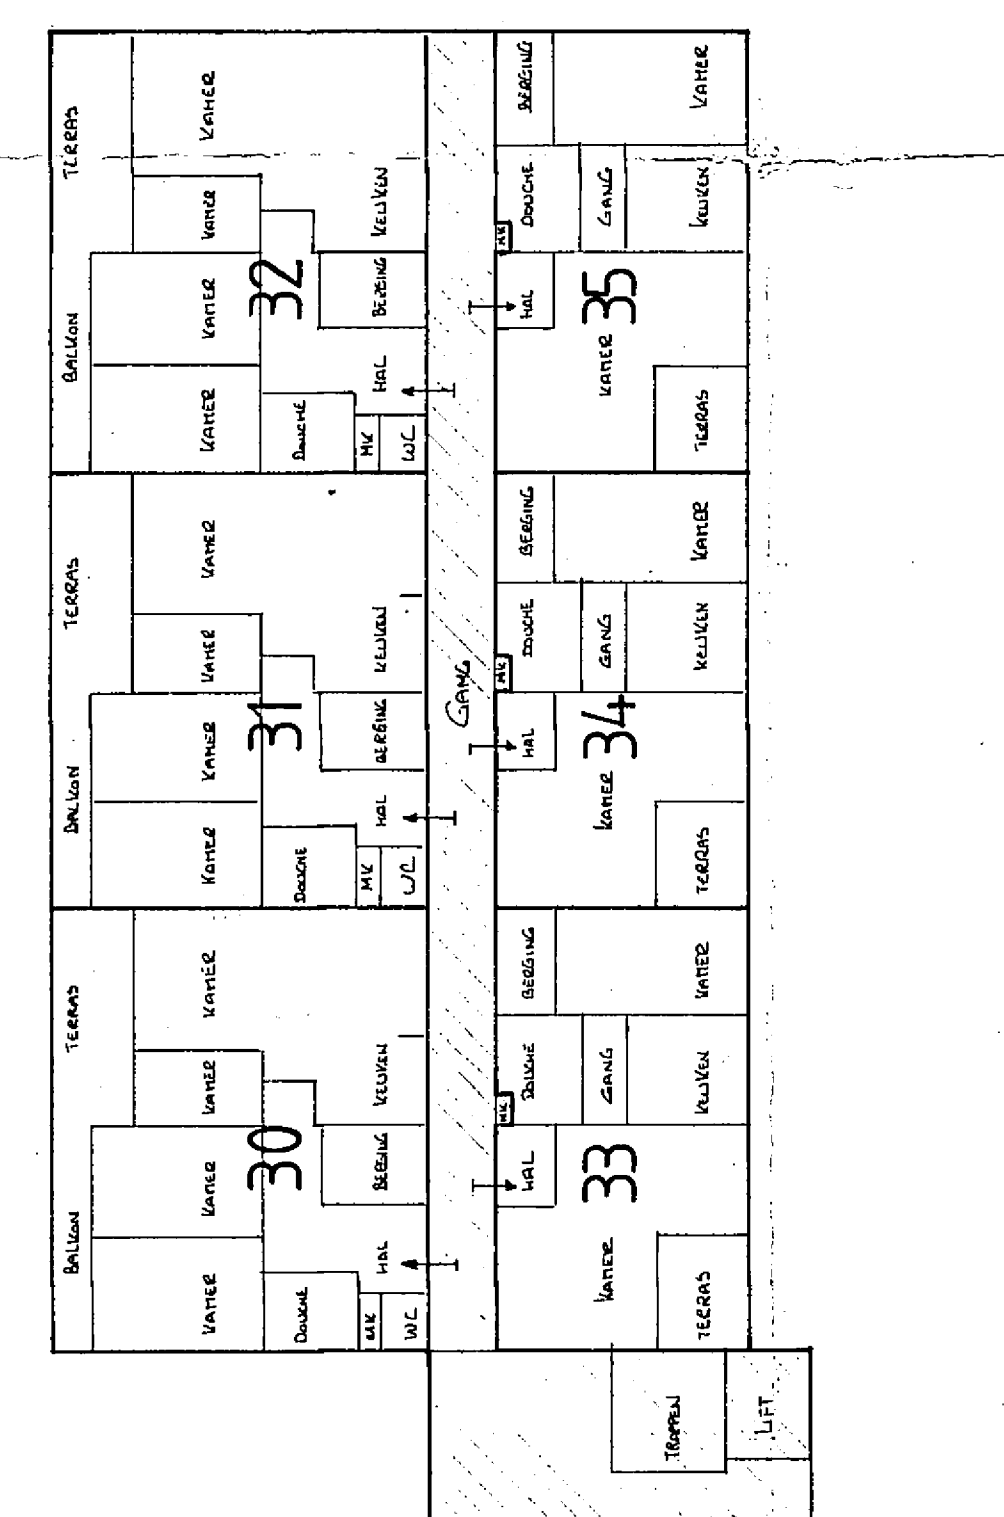 TERRAS
KAMER
KAMER
KEUKEN
BALKON
KAMER
32
BERGING
KAMER
HAL
DOUCHE
MK
WC
BERGING
KAMER
DOUCHE
GANG
KEUKEN
MK
HAL
35
KAMER
TERRAS
TERRAS
KAMER
KAMER
KEUKEN
BALKON
KAMER
31
BERGING
KAMER
HAL
DOUCHE
MK
WC
GANG
BERGING
KAMER
DOUCHE
GANG
KEUKEN
MK
HAL
34
KAMER
TERRAS
TERRAS
KAMER
KAMER
KEUKEN
BALKON
KAMER
30
BERGING
KAMER
HAL
DOUCHE
MK
WC
BERGING
KAMER
DOUCHE
GANG
KEUKEN
MK
HAL
33
KAMER
TERRAS
TRAPPEN
LIFT